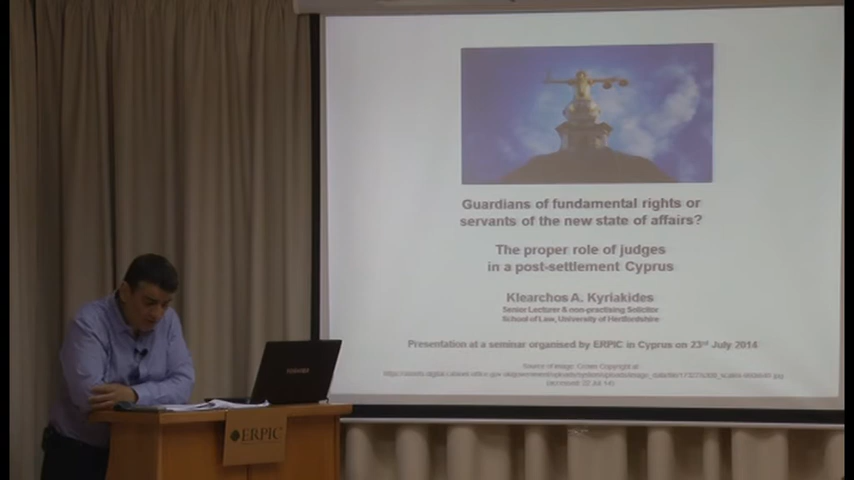 Guardians of fundamental rights or
servants of the new state of affairs?
The proper role of judges
in a post-settlement Cyprus
Klearchos A. Kyriakides
Senior Lecturer & non-practising Solicitor
School of Law, University of Hertfordshire
Presentation at a seminar organised by ERPIC in Cyprus on 23rd July 2014
Source of image: Crown Copyright at:
TOSHIBA
ERPIC